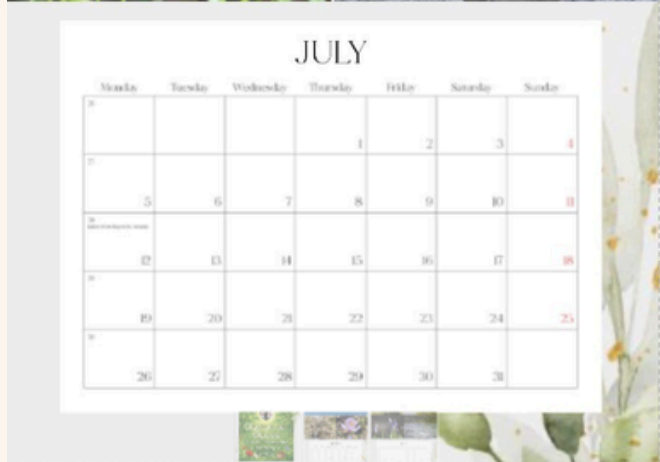 JULY
Monday Tuesday Wednesday Thursday Friday Saturday Sunday
1 2 3 4
5 6 7 8 9 10 11
12 13 14 15 16 17 18
19 20 21 22 23 24 25
26 27 28 29 30 31